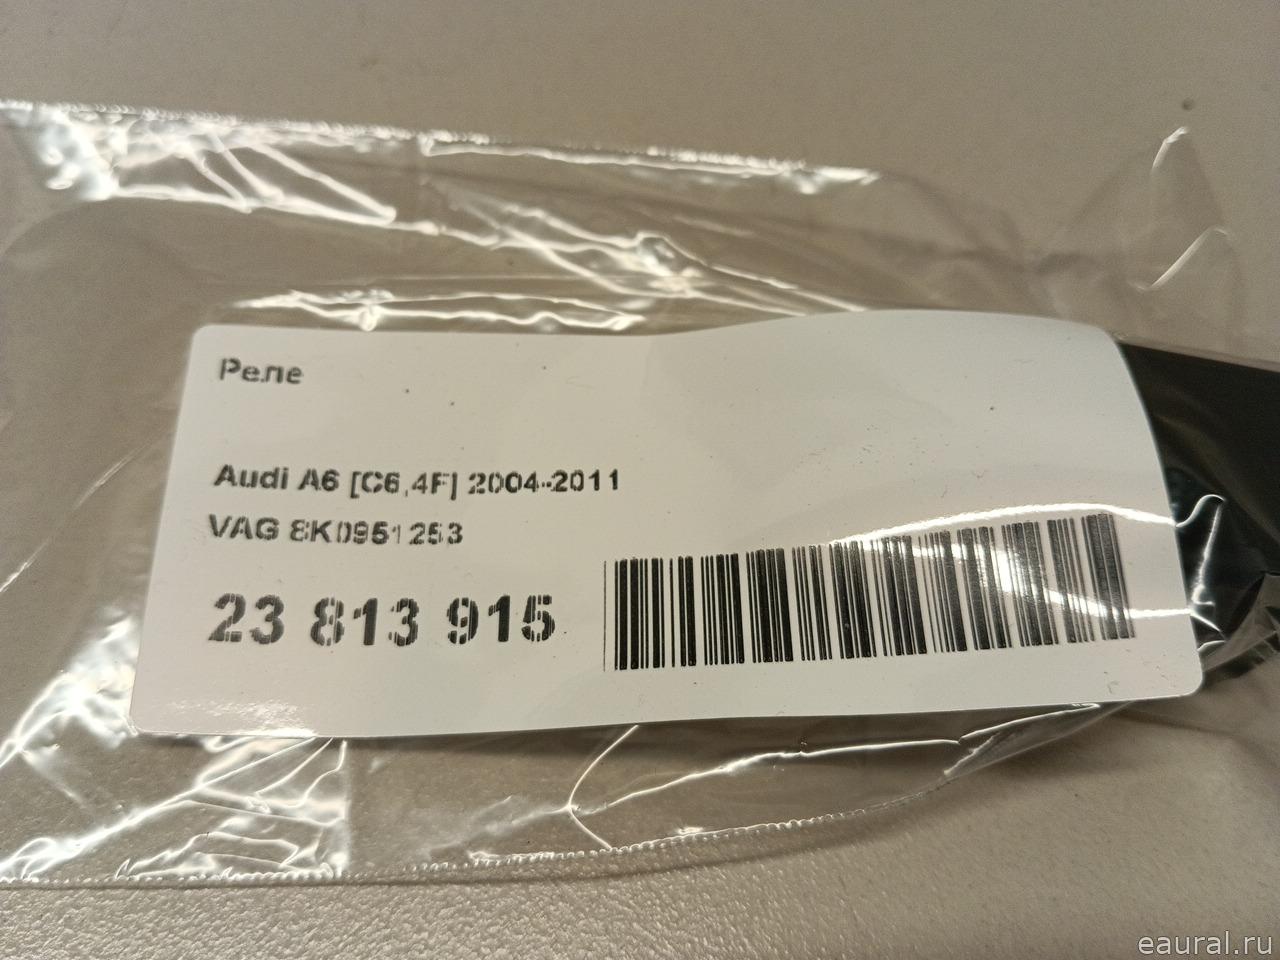 Реле
Audi A6 [C6,4F] 2004-2011
VAG 8K0951253
23 813 915
eaural.ru